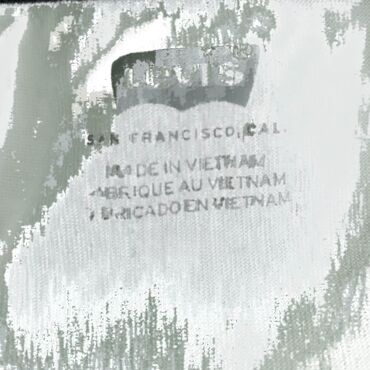 LEVI'S
SAN FRANCISCO, CAL.
MADE IN VIETNAM
FABRIQUE AU VIETNAM
FABRICADO EN VIETNAM